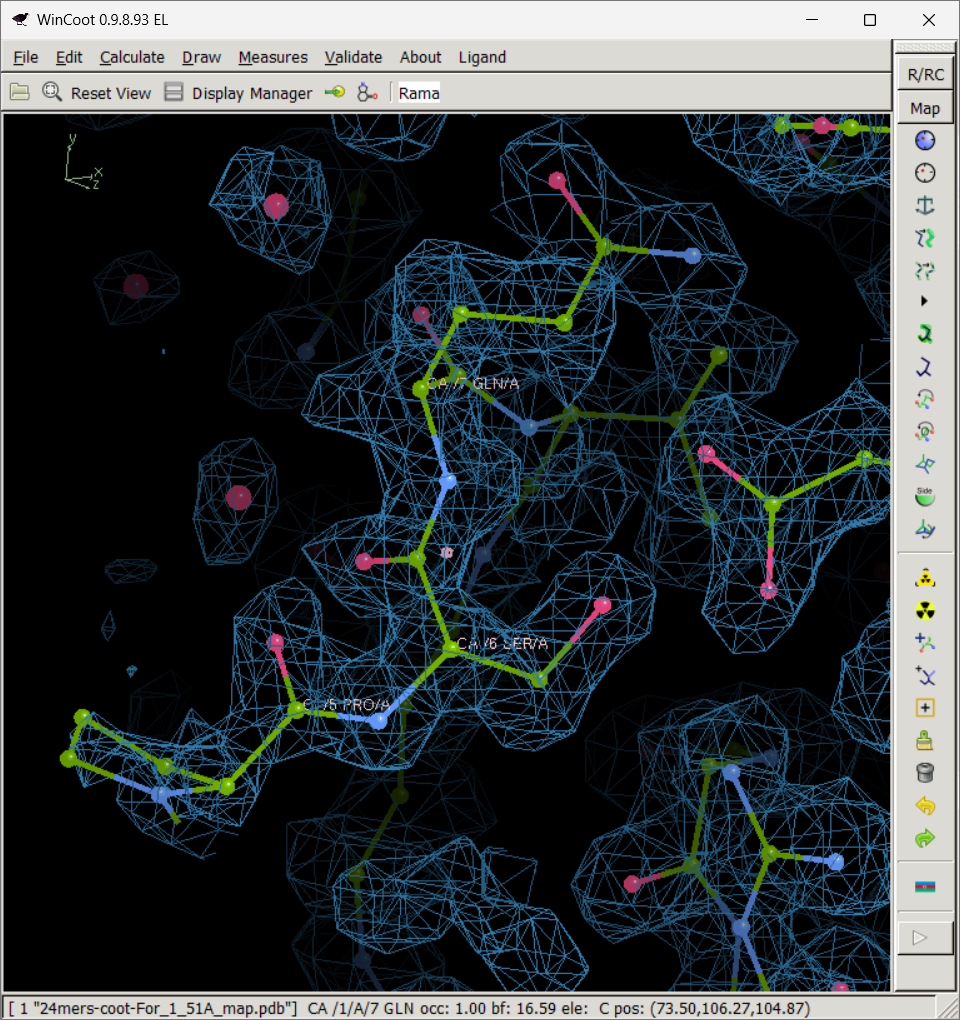 WinCoot 0.9.8.93 EL
File Edit Calculate Draw Measures Validate About Ligand
R/RC
Reset View Display Manager Rama
Map
y
x
z
CA /7 GLN/A
Side
CA /6 SER/A
C /5 PRO/A
[ 1 "24mers-coot-For_1_51A_map.pdb"] CA /1/A/7 GLN occ: 1.00 bf: 16.59 ele: C pos: (73.50,106.27,104.87)